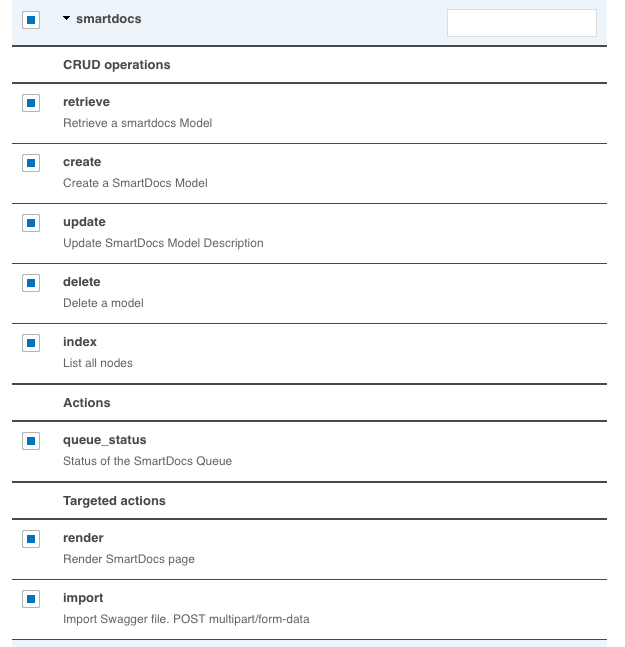 smartdocs
CRUD operations
retrieve
Retrieve a smartdocs Model
create
Create a SmartDocs Model
update
Update SmartDocs Model Description
delete
Delete a model
index
List all nodes
Actions
queue_status
Status of the SmartDocs Queue
Targeted actions
render
Render SmartDocs page
import
Import Swagger file. POST multipart/form-data